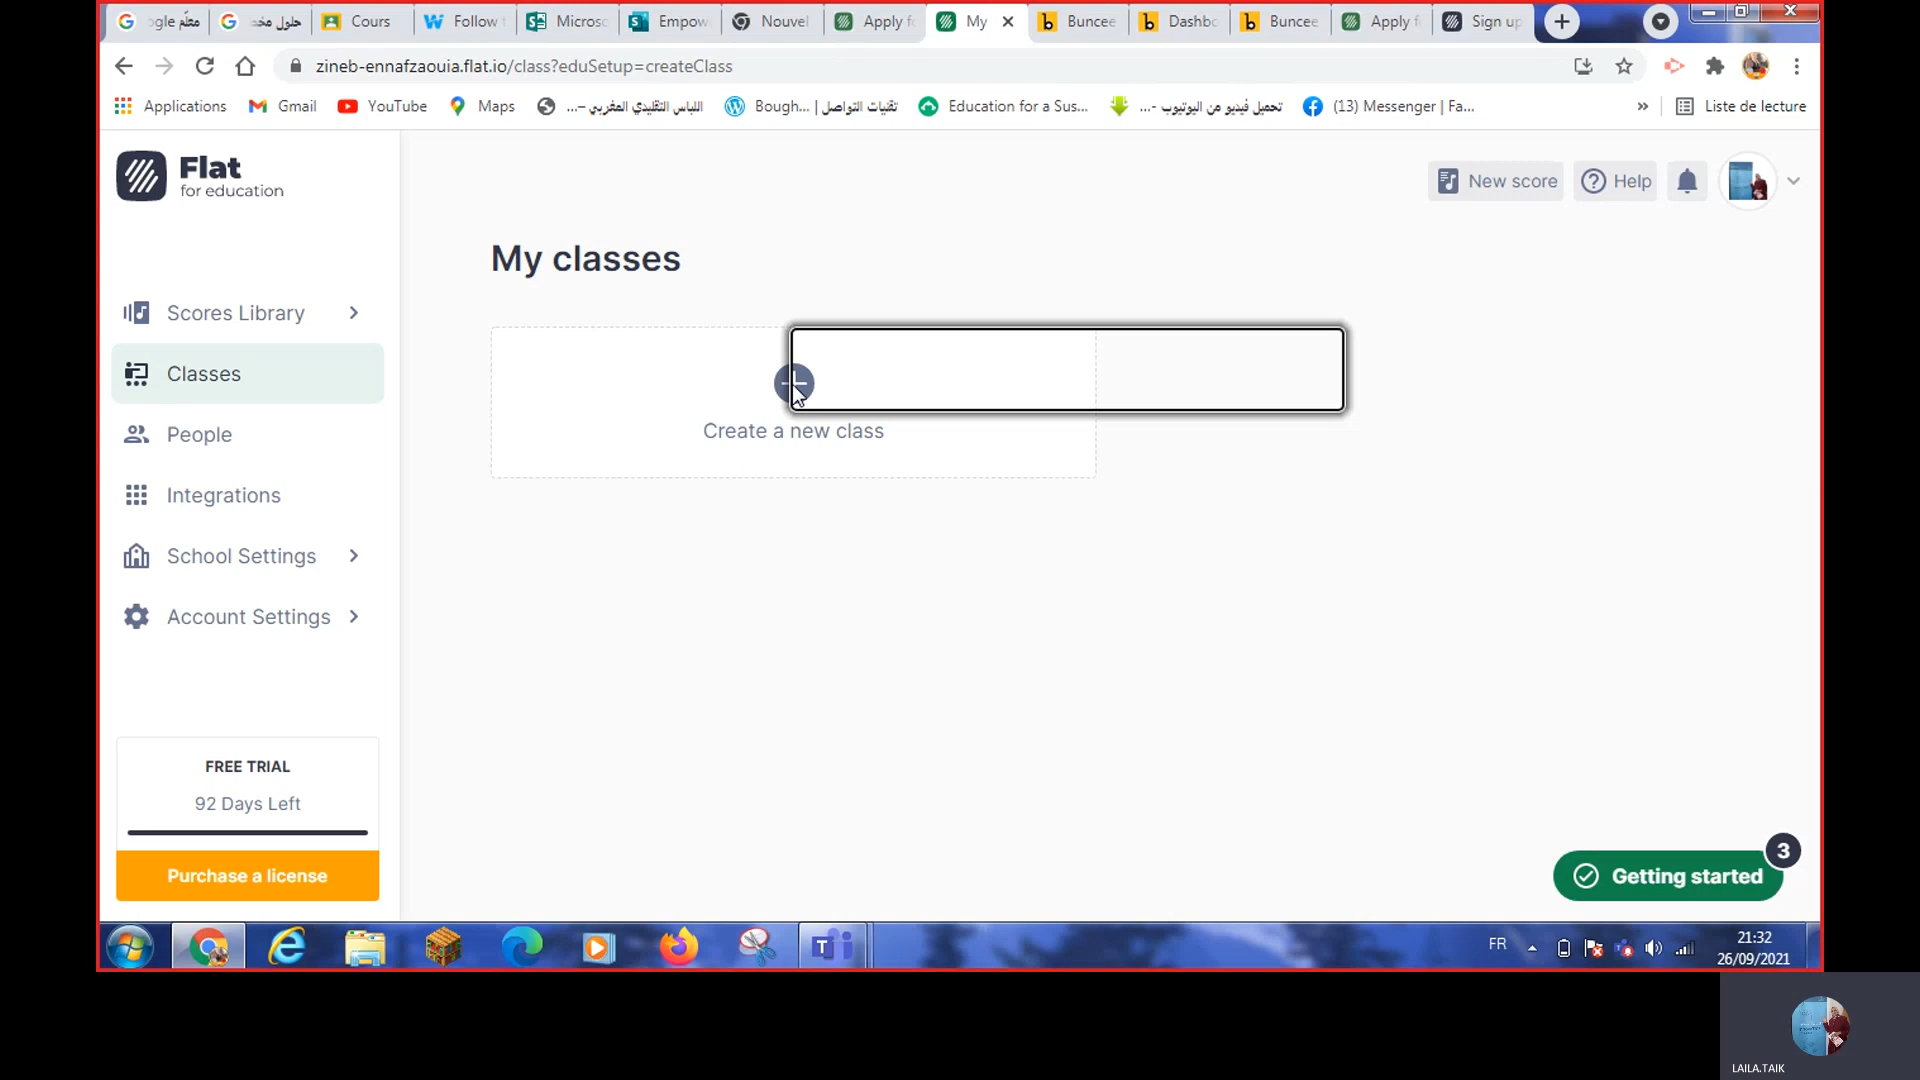 معلّم ogle
حلول مخصـ
Cours
Follow
Micros
Empow
Nouvel
Apply f
My
Buncee
Dashbo
Buncee
Apply f
Sign up
zineb-ennafzaouia.flat.io/class?eduSetup=createClass
Applications
Gmail
YouTube
Maps
اللباس التقليدي المغربي –...
تقنيات التواصل | Bough...
Education for a Sus...
تحميل فيديو من اليوتيوب -...
(13) Messenger | Fa...
»
Liste de lecture
Flat
for education
New score
Help
My classes
Scores Library
Classes
People
Integrations
School Settings
Account Settings
Create a new class
FREE TRIAL
92 Days Left
Purchase a license
3
Getting started
FR
21:32
26/09/2021
LAILA.TAIK